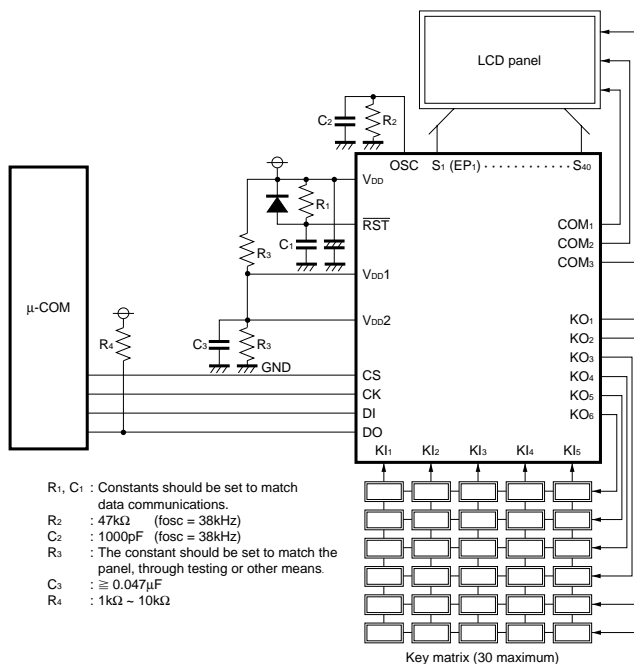 LCD panel
C2
R2
OSC
S1 (EP1) · · · · · · · · · · S40
VDD
R1
RST
C1
R3
VDD1
COM1
COM2
COM3
μ-COM
VDD2
R4
C3
R3
GND
KO1
KO2
KO3
KO4
KO5
KO6
CS
CK
DI
DO
KI1 KI2 KI3 KI4 KI5
R1, C1 : Constants should be set to match
data communications.
R2 : 47kΩ (fosc = 38kHz)
C2 : 1000pF (fosc = 38kHz)
R3 : The constant should be set to match the
panel, through testing or other means.
C3 : ≧ 0.047μF
R4 : 1kΩ ~ 10kΩ
Key matrix (30 maximum)